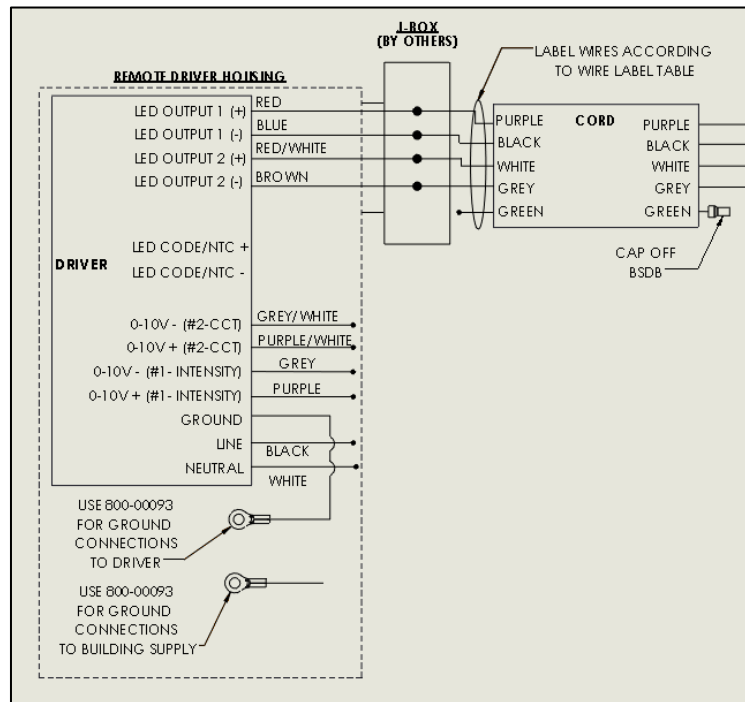 J-BOX
(BY OTHERS)
LABEL WIRES ACCORDING
TO WIRE LABEL TABLE
REMOTE DRIVER HOUSING
LED OUTPUT 1 (+)
RED
LED OUTPUT 1 (-)
BLUE
LED OUTPUT 2 (+)
RED/WHITE
LED OUTPUT 2 (-)
BROWN
PURPLE
CORD
PURPLE
BLACK
BLACK
WHITE
WHITE
GREY
GREY
GREEN
GREEN
CAP OFF
BSDB
LED CODE/NTC +
DRIVER
LED CODE/NTC -
0-10V - (#2-CCT)
GREY/WHITE
0-10V + (#2-CCT)
PURPLE/WHITE
0-10V - (#1- INTENSITY)
GREY
0-10V + (#1- INTENSITY)
PURPLE
GROUND
LINE
BLACK
NEUTRAL
WHITE
USE 800-00093
FOR GROUND
CONNECTIONS
TO DRIVER
USE 800-00093
FOR GROUND
CONNECTIONS
TO BUILDING SUPPLY